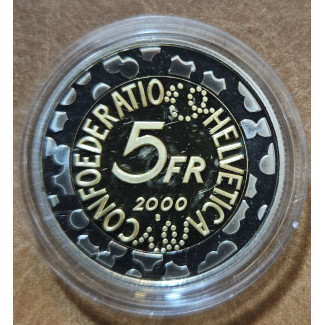 CONFOEDERATIO
HELVETICA
5 FR
2000
B